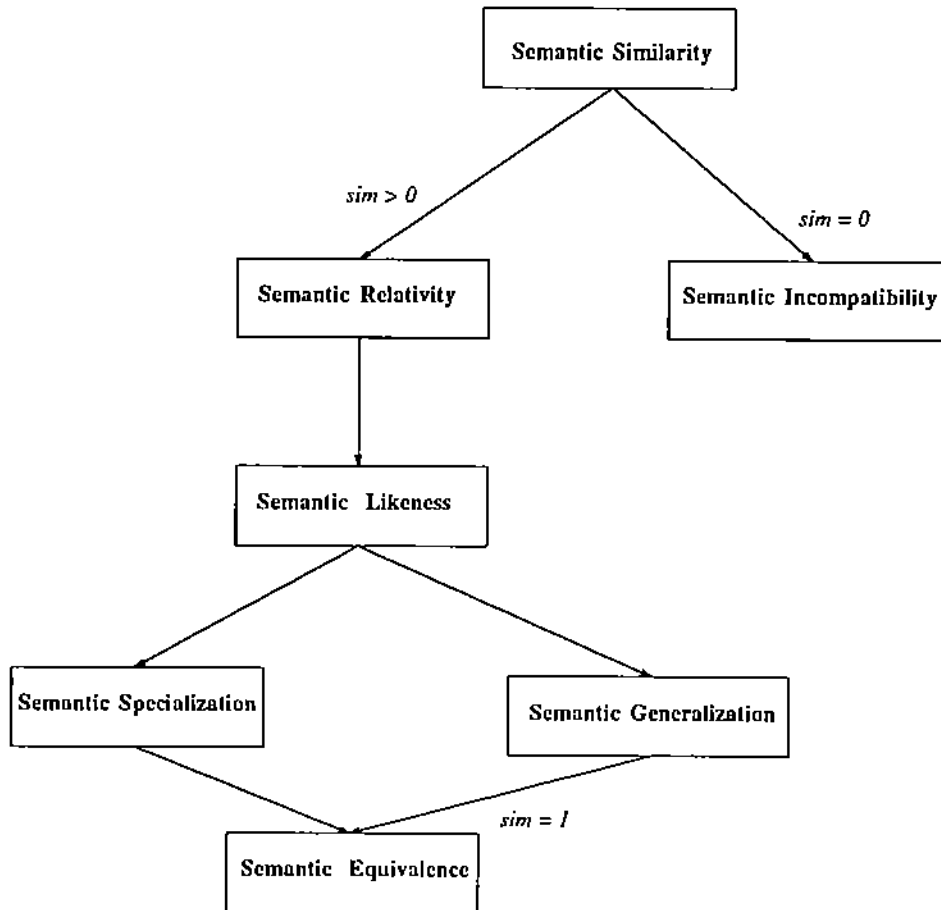 Semantic Similarity
sim > 0
sim = 0
Semantic Relativity
Semantic Incompatibility
Semantic Likeness
Semantic Specialization
Semantic Generalization
sim = 1
Semantic Equivalence